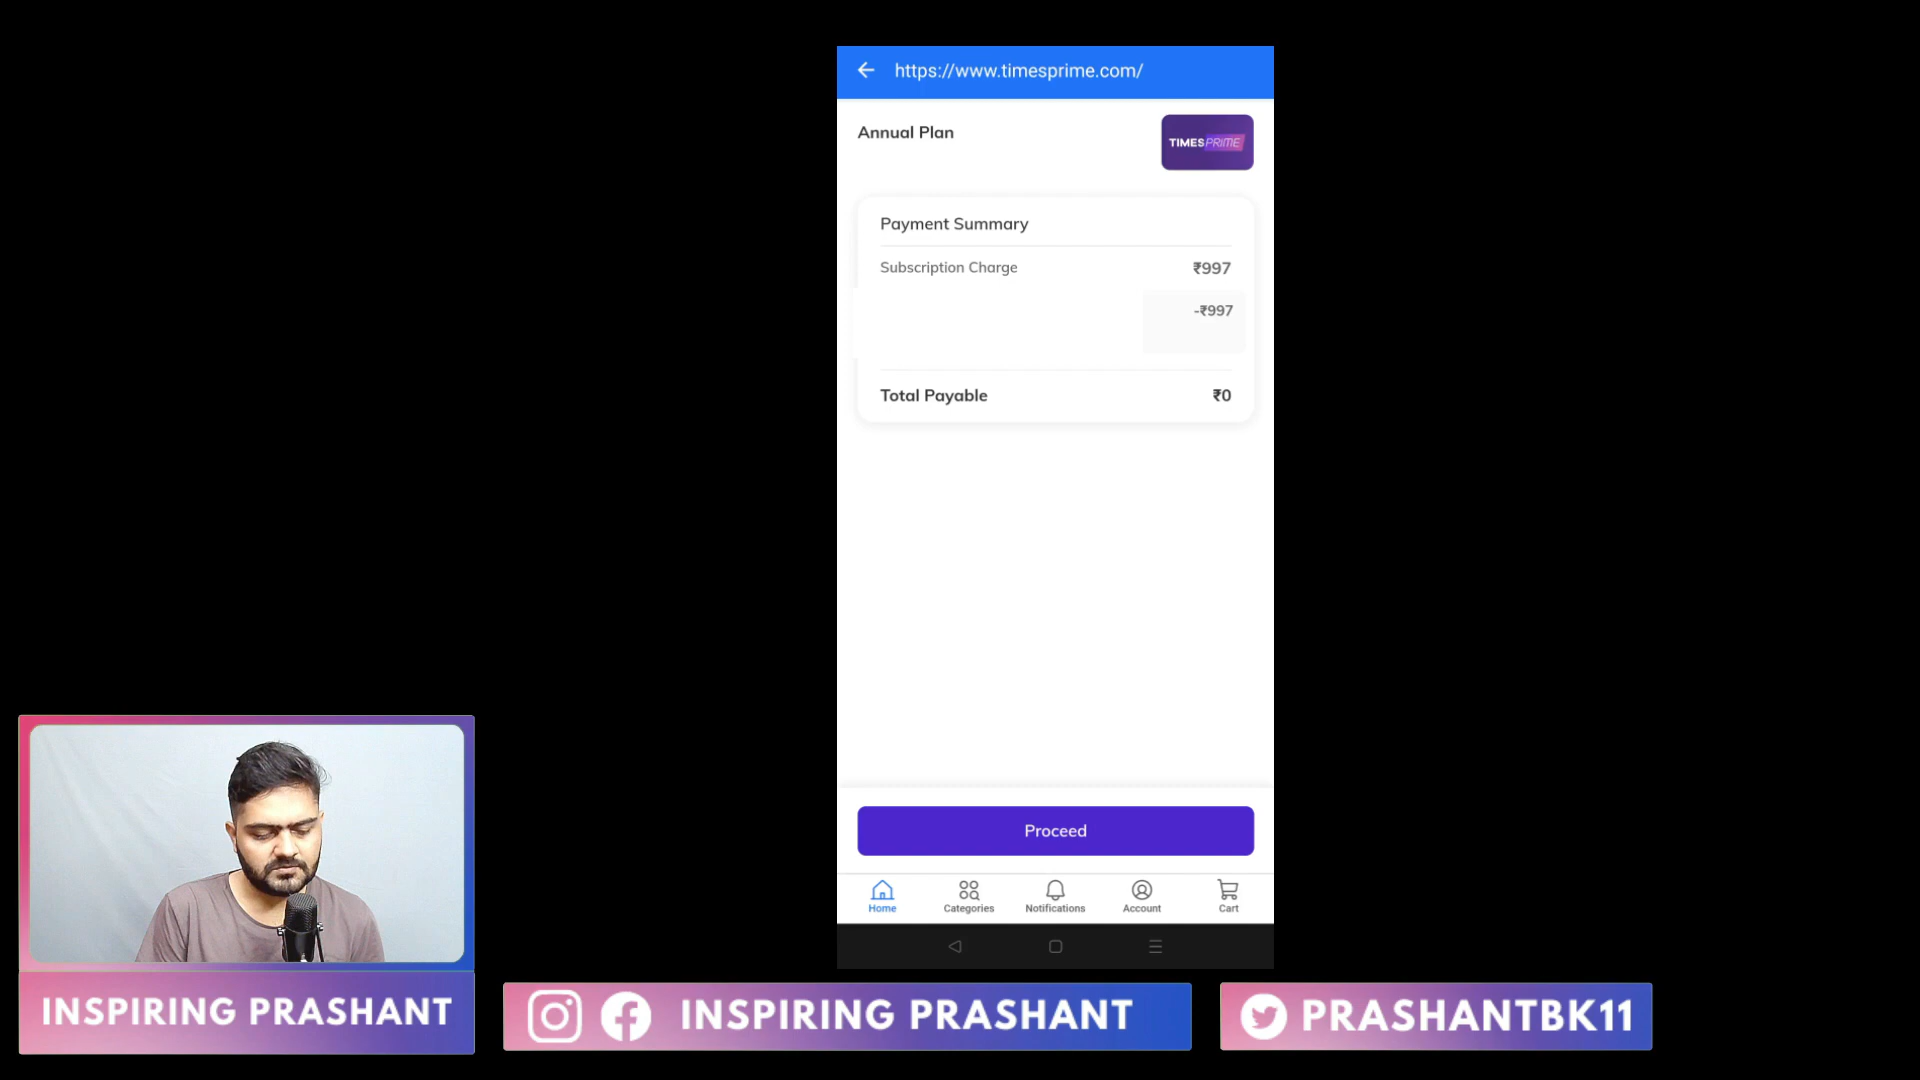 https://www.timesprime.com/
Annual Plan
TIMES PRIME
Payment Summary
Subscription Charge ₹997
-₹997
Total Payable ₹0
Proceed
Home Categories Notifications Account Cart
INSPIRING PRASHANT
INSPIRING PRASHANT
PRASHANTBK11